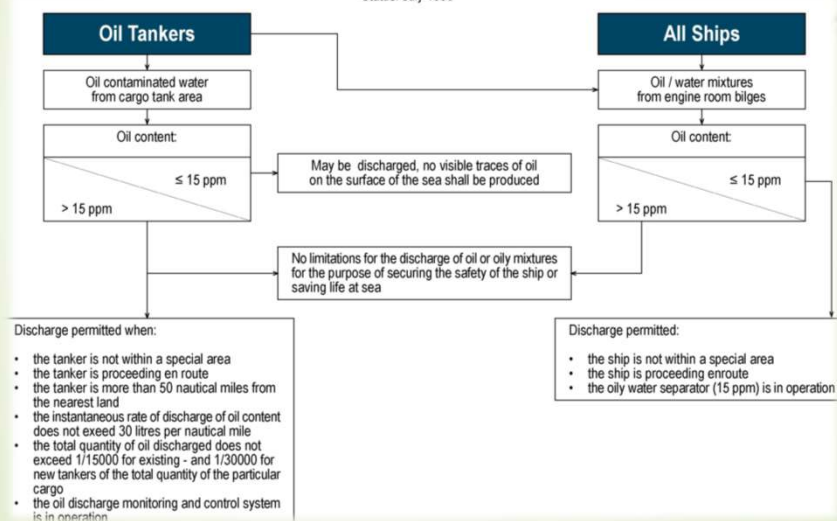 Oil Tankers
All Ships
Oil contaminated water
from cargo tank area
Oil / water mixtures
from engine room bilges
Oil content:
≤ 15 ppm
> 15 ppm
May be discharged, no visible traces of oil
on the surface of the sea shall be produced
Oil content:
≤ 15 ppm
> 15 ppm
No limitations for the discharge of oil or oily mixtures
for the purpose of securing the safety of the ship or
saving life at sea
Discharge permitted when:
• the tanker is not within a special area
• the tanker is proceeding en route
• the tanker is more than 50 nautical miles from
the nearest land
• the instantaneous rate of discharge of oil content
does not exeed 30 litres per nautical mile
• the total quantity of oil discharged does not
exceed 1/15000 for existing - and 1/30000 for
new tankers of the total quantity of the particular
cargo
• the oil discharge monitoring and control system
is in operation
Discharge permitted:
• the ship is not within a special area
• the ship is proceeding enroute
• the oily water separator (15 ppm) is in operation